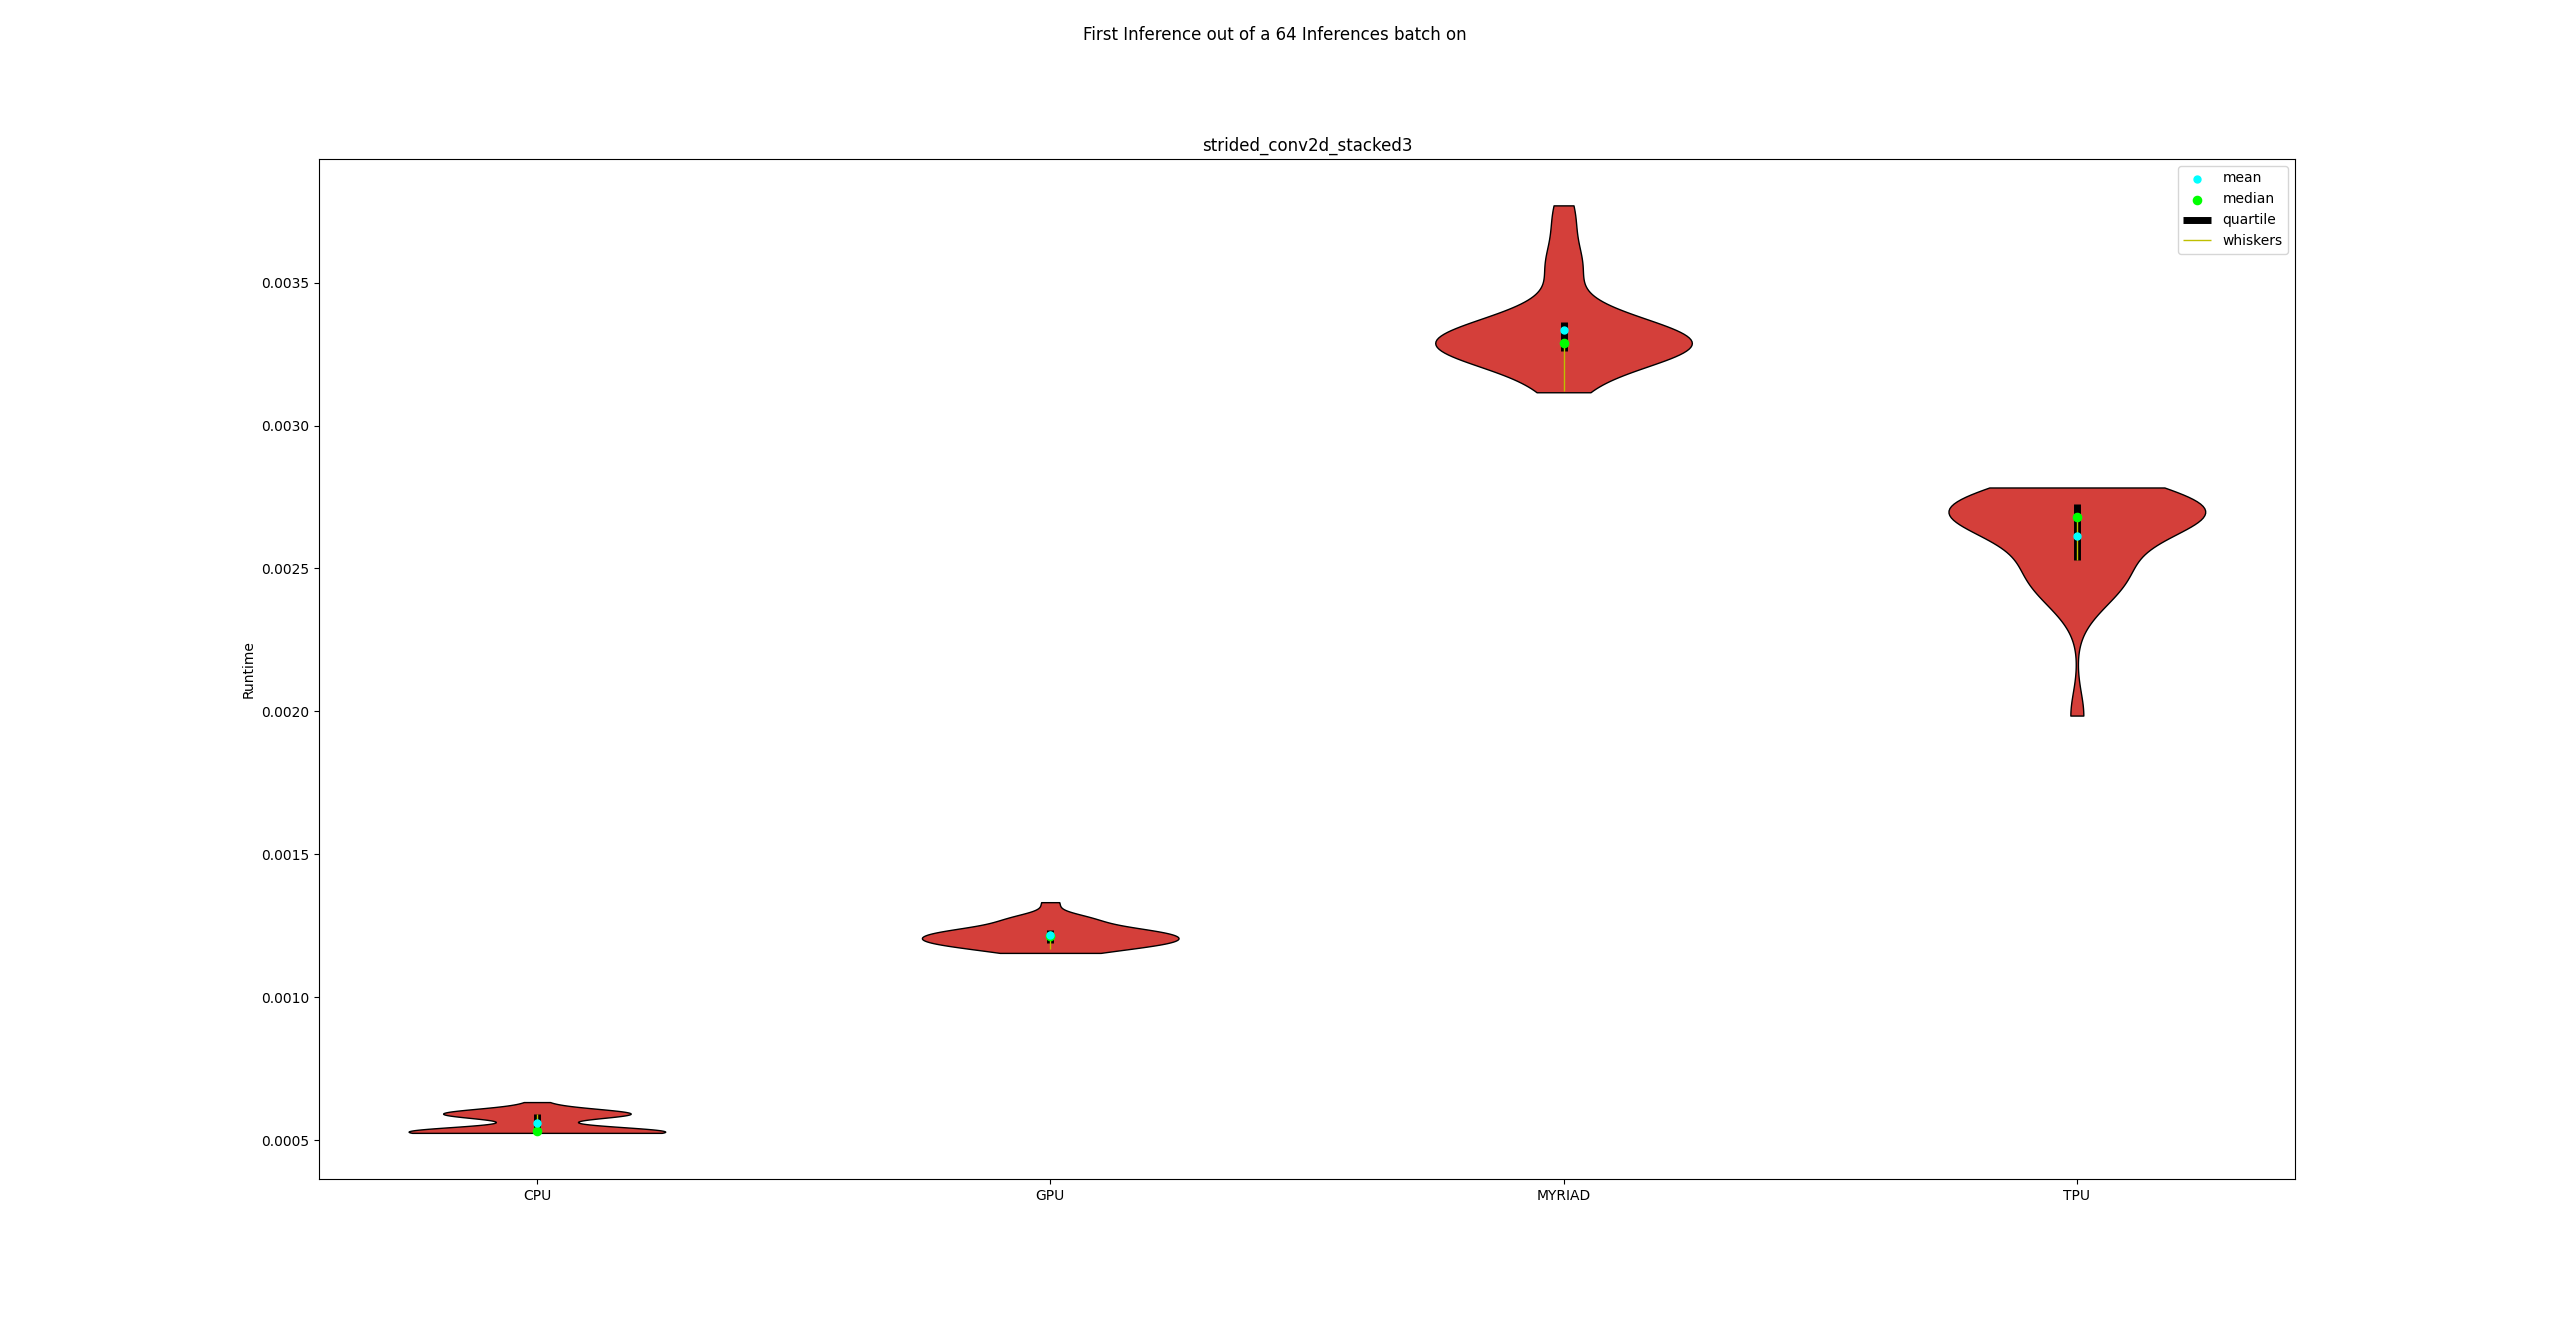 First Inference out of a 64 Inferences batch on
strided_conv2d_stacked3
mean
median
quartile
whiskers
0.0035
0.0030
0.0025
0.0020
0.0015
0.0010
0.0005
Runtime
CPU
GPU
MYRIAD
TPU